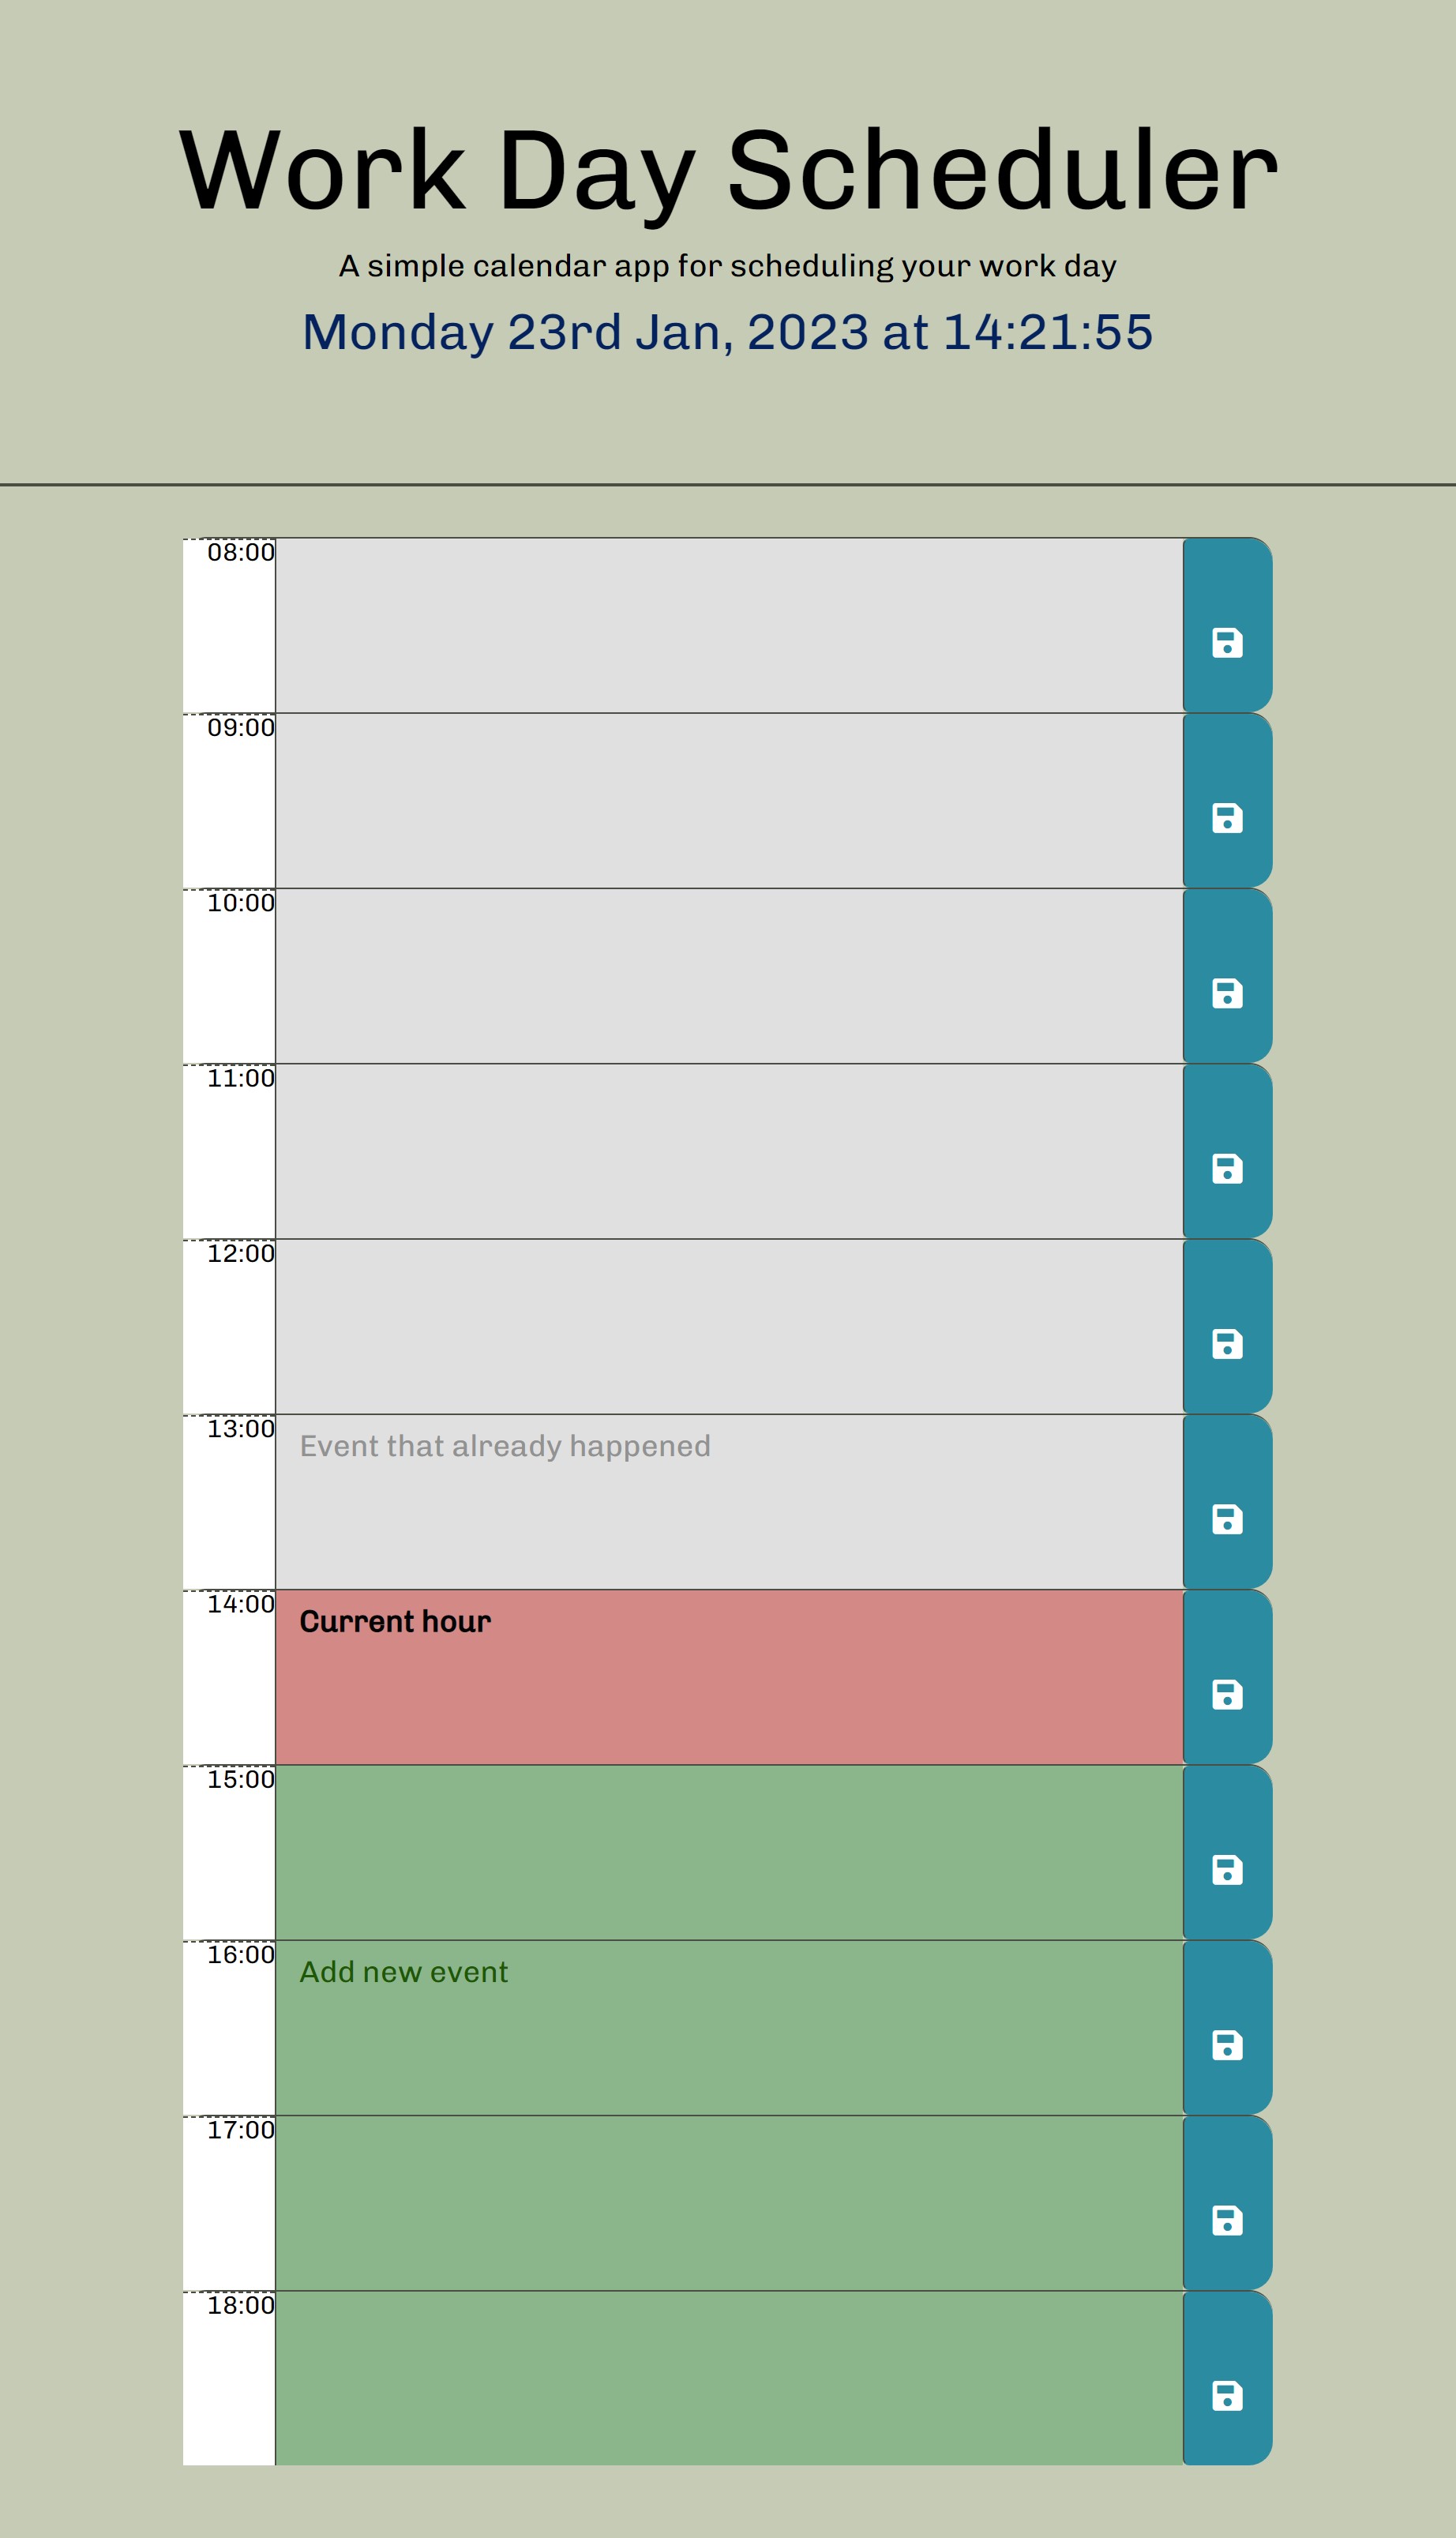 Work Day Scheduler
A simple calendar app for scheduling your work day
Monday 23rd Jan, 2023 at 14:21:55
08:00
09:00
10:00
11:00
12:00
13:00 Event that already happened
14:00 Current hour
15:00
16:00 Add new event
17:00
18:00